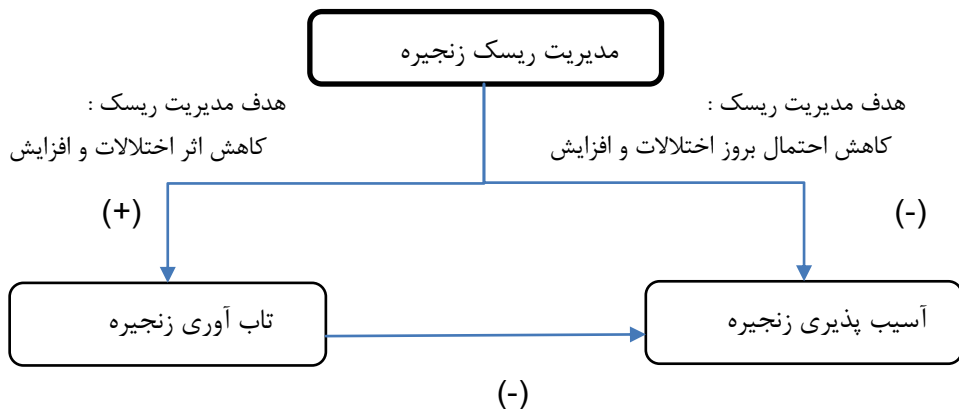 مدیریت ریسک زنجیره
هدف مدیریت ریسک :
کاهش احتمال بروز اختلالات و افزایش
هدف مدیریت ریسک :
کاهش اثر اختلالات و افزایش
(-)
(+)
آسیب پذیری زنجیره
تاب آوری زنجیره
(-)